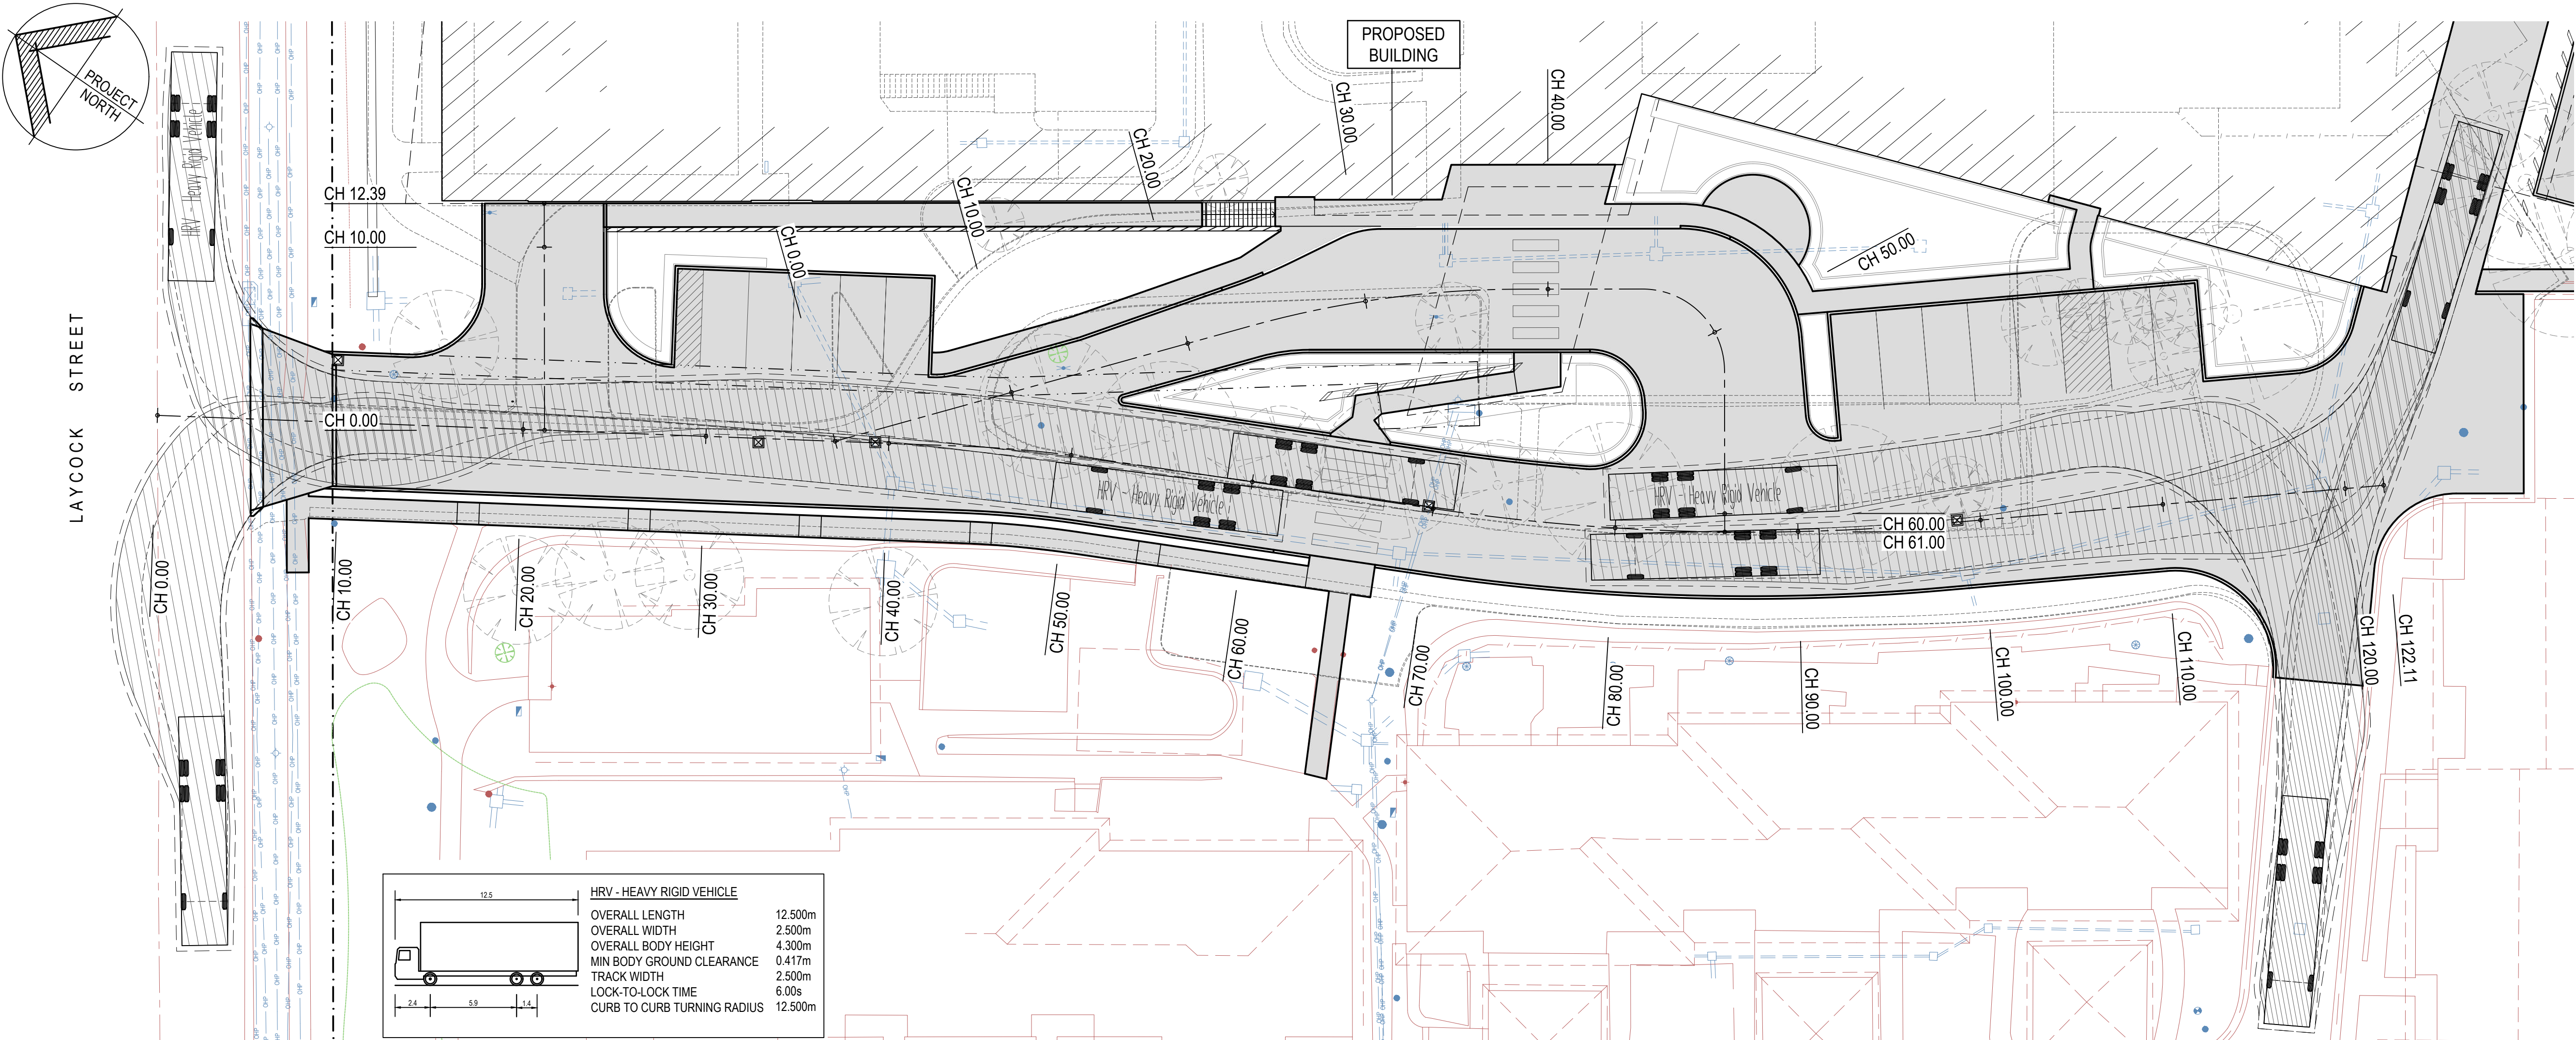 PROJECT
NORTH
PROPOSED
BUILDING
LAYCOCK STREET
HRV - Heavy Rigid Vehicle
CH 12.39
CH 10.00
CH 0.00
CH 0.00
CH 10.00
CH 20.00
CH 30.00
CH 40.00
CH 50.00
CH 60.00
CH 61.00
HRV - Heavy Rigid Vehicle
HRV - Heavy Rigid Vehicle
CH 0.00
CH 10.00
CH 20.00
CH 30.00
CH 40.00
CH 50.00
CH 60.00
CH 70.00
CH 80.00
CH 90.00
CH 100.00
CH 110.00
CH 120.00
CH 122.11
OHP
HRV - HEAVY RIGID VEHICLE
OVERALL LENGTH 12.500m
OVERALL WIDTH 2.500m
OVERALL BODY HEIGHT 4.300m
MIN BODY GROUND CLEARANCE 0.417m
TRACK WIDTH 2.500m
LOCK-TO-LOCK TIME 6.00s
CURB TO CURB TURNING RADIUS 12.500m
12.5
2.4 5.9 1.4